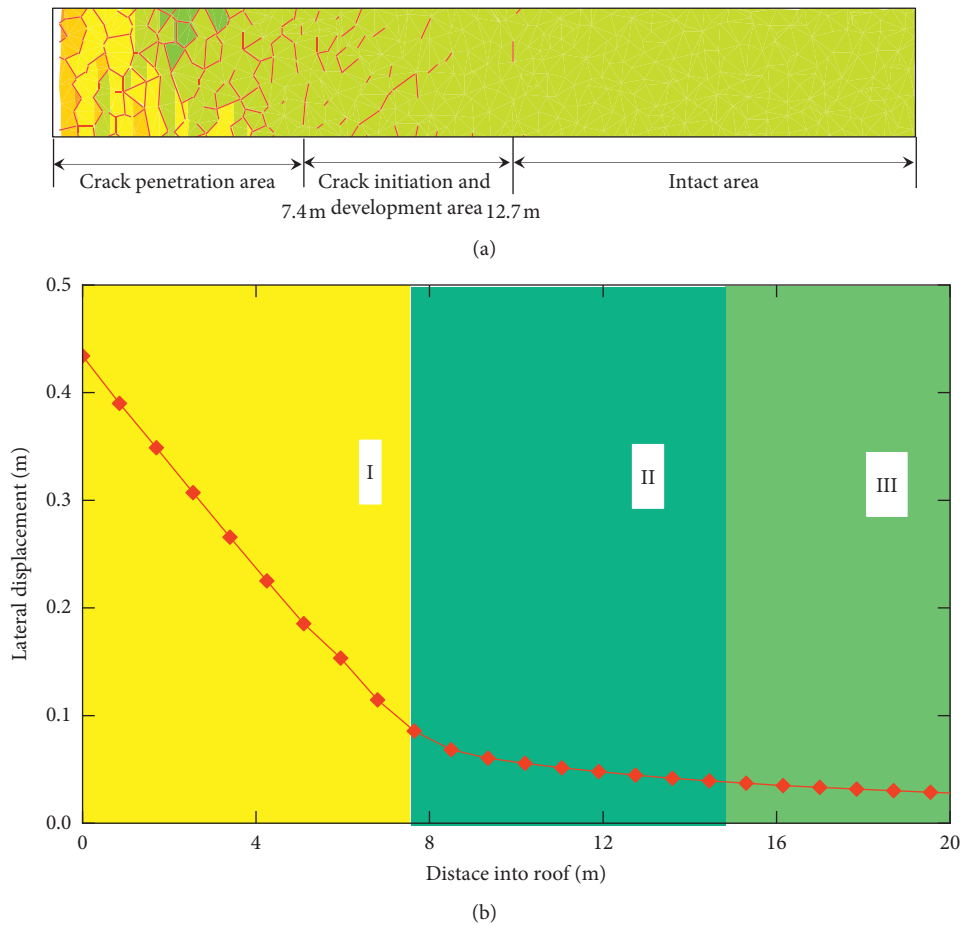 Crack penetration area
Crack initiation and
development area
Intact area
7.4 m
12.7 m
(a)
0.5
0.4
0.3
0.2
0.1
0.0
Lateral displacement (m)
I
II
III
0
4
8
12
16
20
Distace into roof (m)
(b)